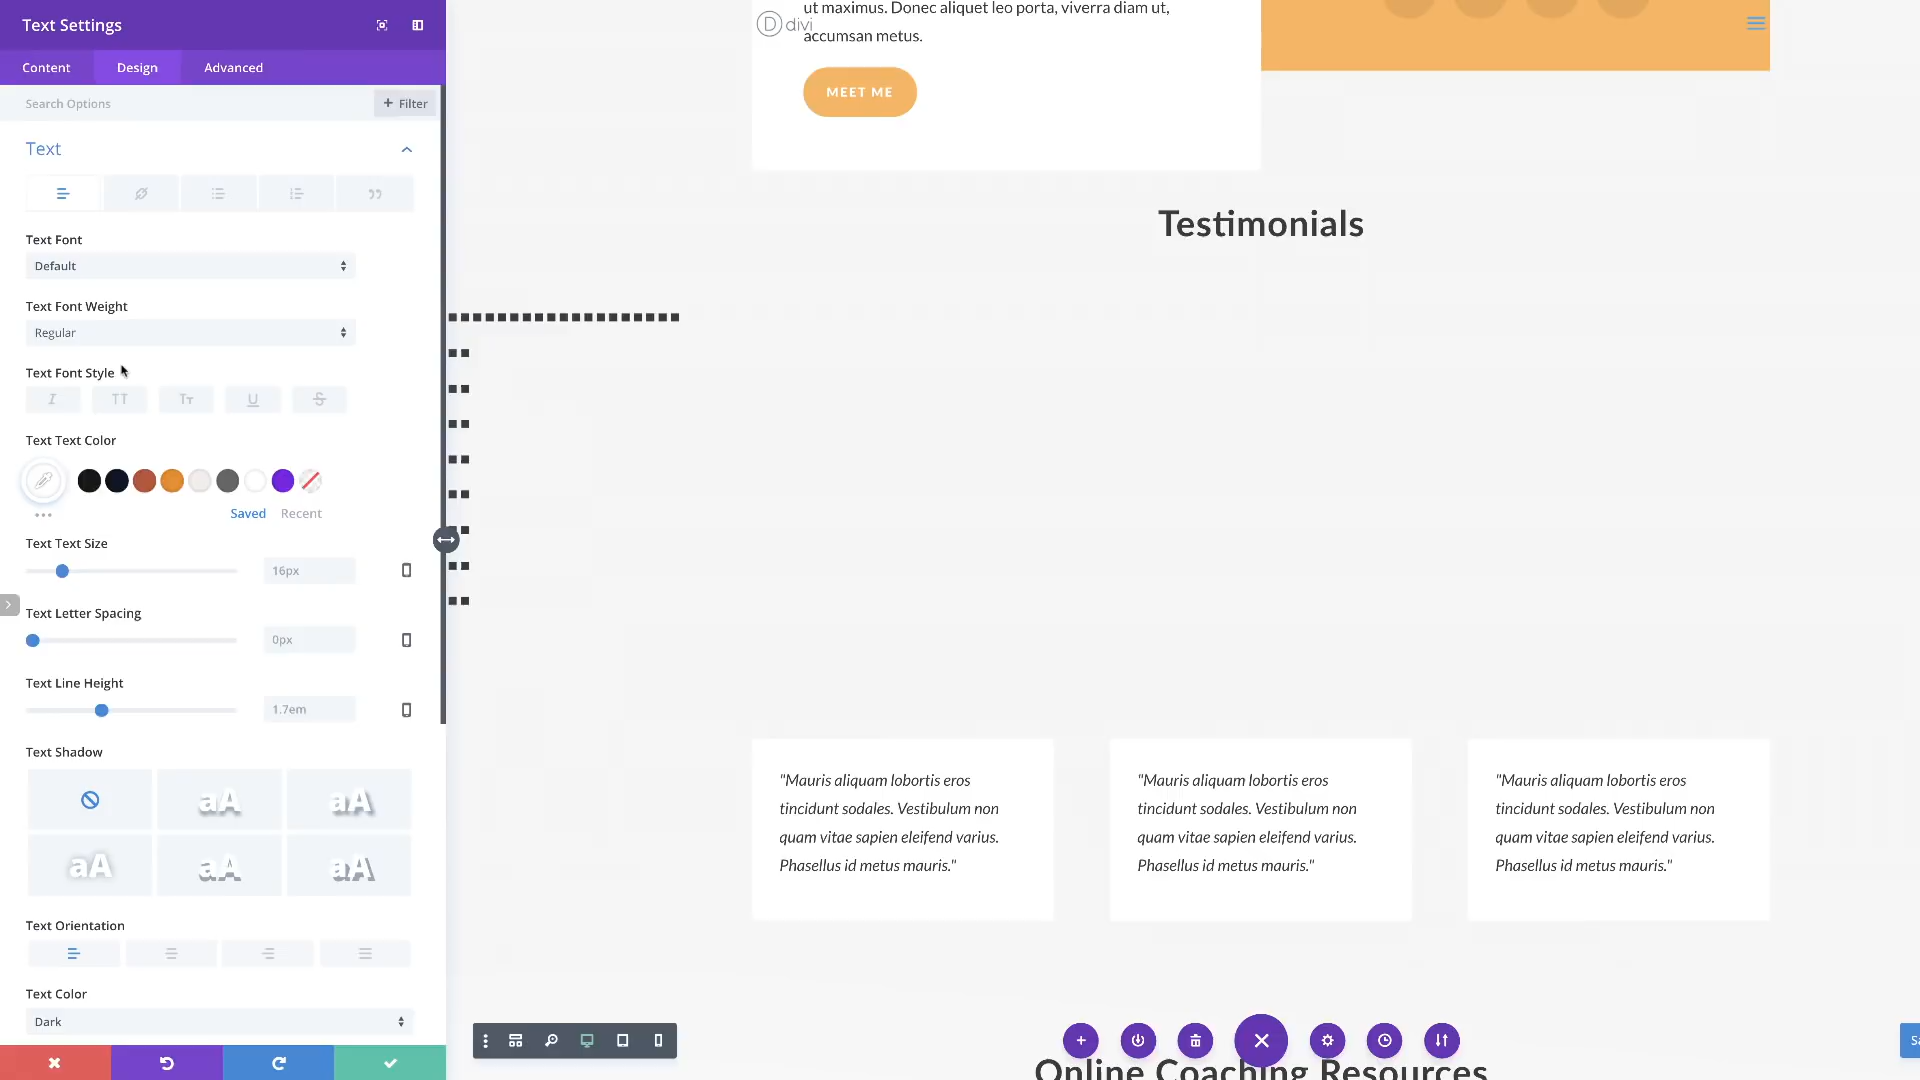 Text Settings
Content
Design
Advanced
Search Options
+ Filter
Text
Text Font
Default
Text Font Weight
Regular
Text Font Style
I
TT
Tт
U
S
Text Text Color
Saved
Recent
Text Text Size
16px
Text Letter Spacing
0px
Text Line Height
1.7em
Text Shadow
aA
aA
aA
aA
aA
Text Orientation
Text Color
Dark
D divi
ut maximus. Donec aliquet leo porta, viverra diam ut,
accumsan metus.
MEET ME
Testimonials
"Mauris aliquam lobortis eros
tincidunt sodales. Vestibulum non
quam vitae sapien eleifend varius.
Phasellus id metus mauris."
"Mauris aliquam lobortis eros
tincidunt sodales. Vestibulum non
quam vitae sapien eleifend varius.
Phasellus id metus mauris."
"Mauris aliquam lobortis eros
tincidunt sodales. Vestibulum non
quam vitae sapien eleifend varius.
Phasellus id metus mauris."
Online Coaching Resources